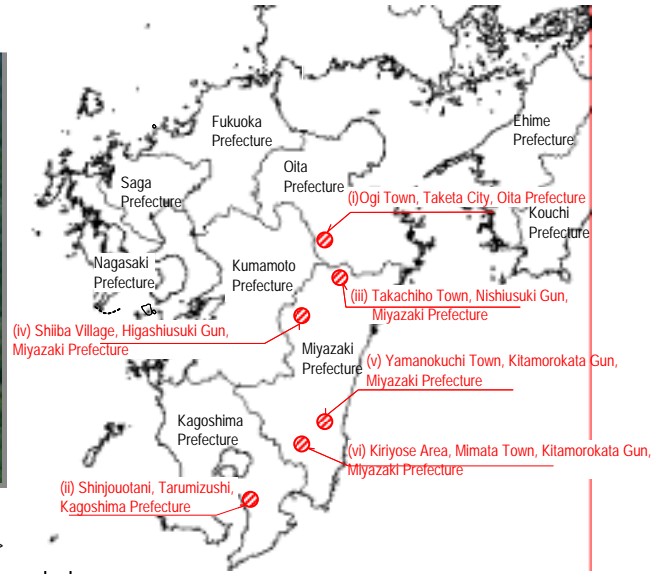 Fukuoka
Prefecture
Ehime
Prefecture
Oita
Prefecture
Saga
Prefecture
(i)Ogi Town, Taketa City, Oita Prefecture
Kouchi
Prefecture
Nagasaki
Prefecture
Kumamoto
Prefecture
(iii) Takachiho Town, Nishiusuki Gun,
Miyazaki Prefecture
(iv) Shiiba Village, Higashiusuki Gun,
Miyazaki Prefecture
Miyazaki
Prefecture
(v) Yamanokuchi Town, Kitamorokata Gun,
Miyazaki Prefecture
Kagoshima
Prefecture
(vi) Kiriyose Area, Mimata Town, Kitamorokata Gun,
Miyazaki Prefecture
(ii) Shinjouotani, Tarumizushi,
Kagoshima Prefecture